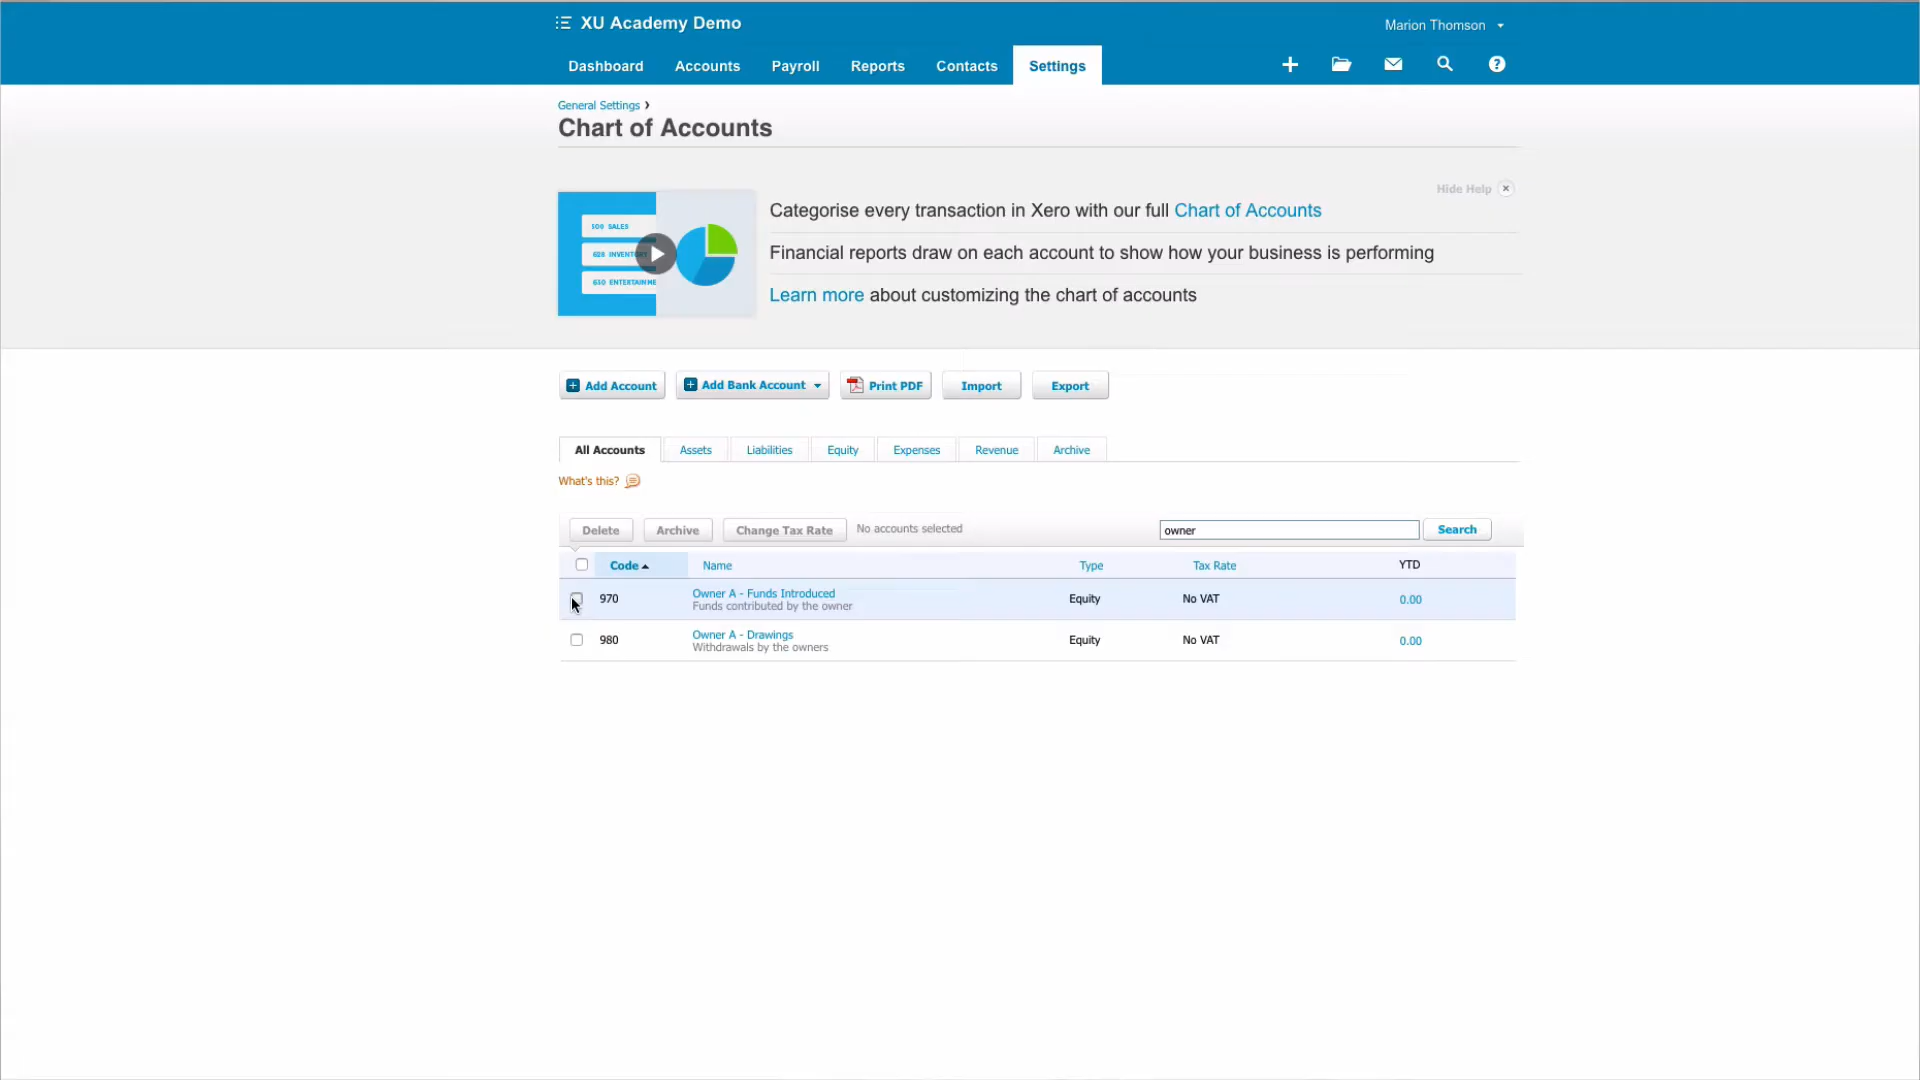 XU Academy Demo
Marion Thomson
Dashboard Accounts Payroll Reports Contacts Settings
General Settings ›
Chart of Accounts
Hide Help
Categorise every transaction in Xero with our full Chart of Accounts
Financial reports draw on each account to show how your business is performing
Learn more about customizing the chart of accounts
SALES
Add Account Add Bank Account Print PDF Import Export
All Accounts Assets Liabilities Equity Expenses Revenue Archive
What's this?
Delete Archive Change Tax Rate No accounts selected owner Search
Code Name Type Tax Rate YTD
970 Owner A - Funds Introduced Equity No VAT 0.00
Funds contributed by the owner
980 Owner A - Drawings Equity No VAT 0.00
Withdrawals by the owners